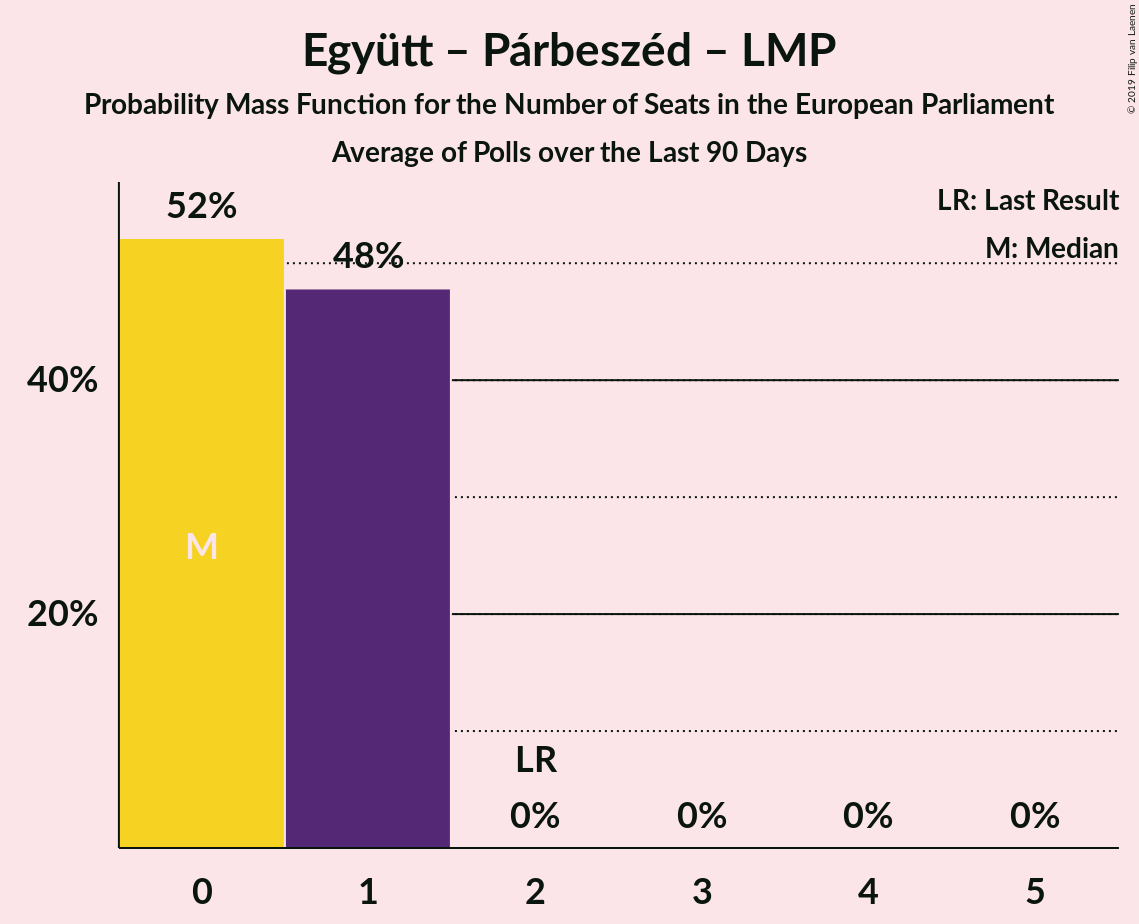 Együtt – Párbeszéd – LMP
Probability Mass Function for the Number of Seats in the European Parliament
Average of Polls over the Last 90 Days
© 2019 Filip van Laenen
LR: Last Result
M: Median
52%
48%
40%
M
20%
LR
0%
0%
0%
0%
0
1
2
3
4
5